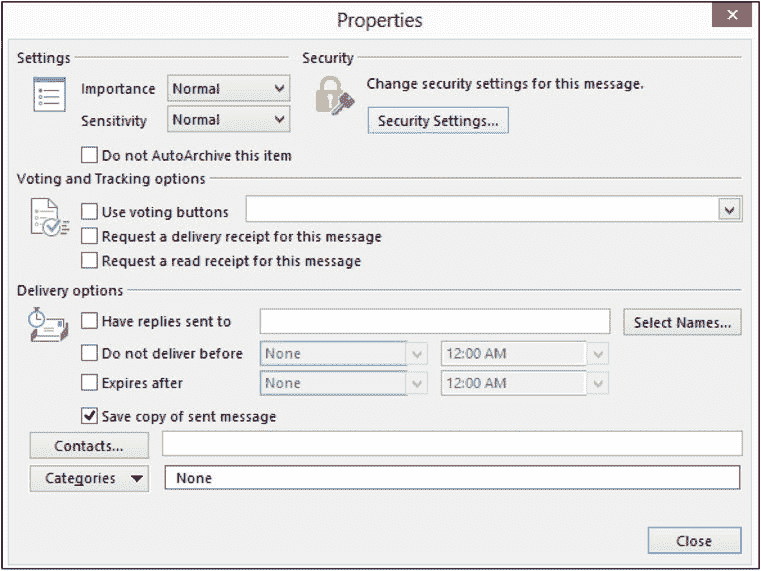 Properties
Settings
Security
Importance Normal
Change security settings for this message.
Sensitivity Normal
Security Settings...
Do not AutoArchive this item
Voting and Tracking options
Use voting buttons
Request a delivery receipt for this message
Request a read receipt for this message
Delivery options
Have replies sent to
Select Names...
Do not deliver before None 12:00 AM
Expires after None 12:00 AM
Save copy of sent message
Contacts...
Categories None
Close